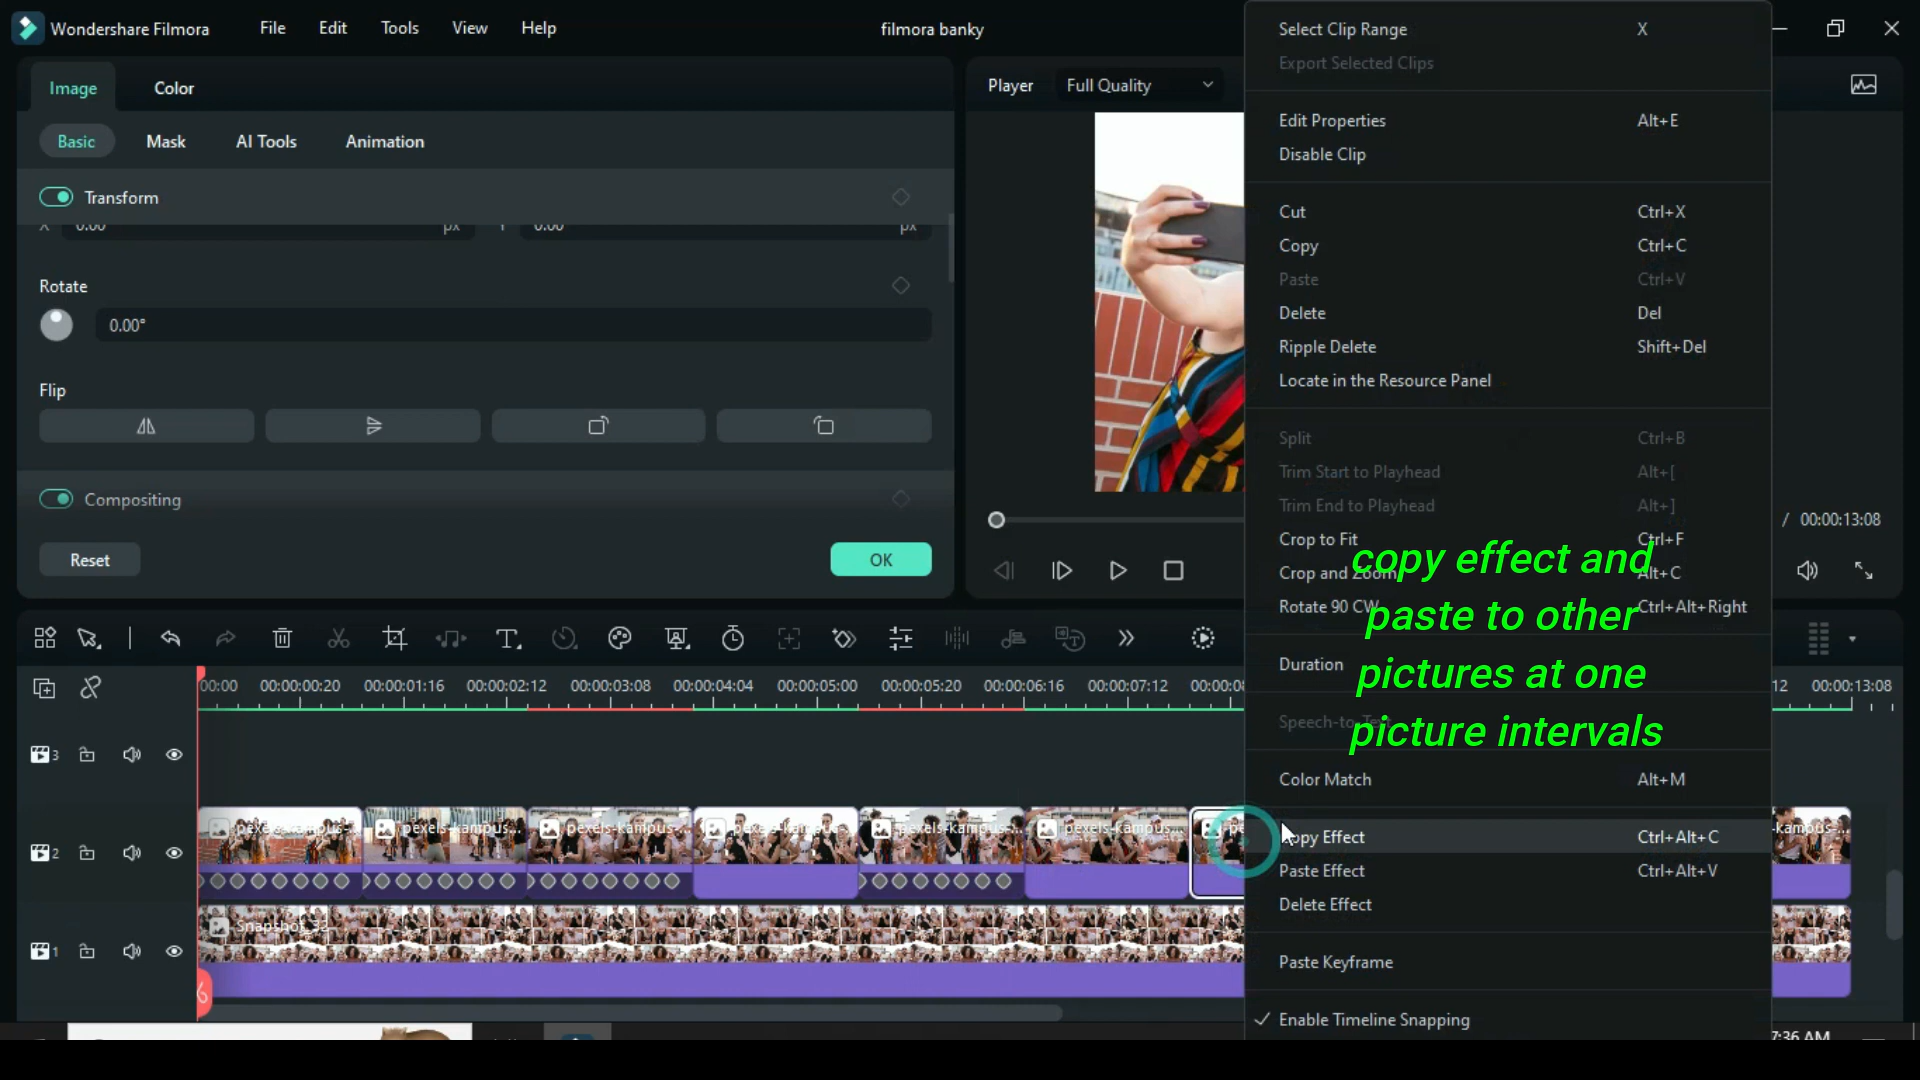 Wondershare Filmora
File
Edit
Tools
View
Help
filmora banky
Image
Color
Basic
Mask
AI Tools
Animation
Transform
X
0.00
px
Y
0.00
px
Rotate
0.00°
Flip
Compositing
Reset
OK
Player
Full Quality
/ 00:00:13:08
Select Clip Range X
Export Selected Clips
Edit Properties Alt+E
Disable Clip
Cut Ctrl+X
Copy Ctrl+C
Paste Ctrl+V
Delete Del
Ripple Delete Shift+Del
Locate in the Resource Panel
Split Ctrl+B
Trim Start to Playhead Alt+[
Trim End to Playhead Alt+]
Crop to Fit Ctrl+F
Crop and Zoom Alt+C
Rotate 90 CW Ctrl+Alt+Right
Duration
Speech-to-Text
Color Match Alt+M
Copy Effect Ctrl+Alt+C
Paste Effect Ctrl+Alt+V
Delete Effect
Paste Keyframe
Enable Timeline Snapping
copy effect and
paste to other
pictures at one
picture intervals
00:00 00:00:00:20 00:00:01:16 00:00:02:12 00:00:03:08 00:00:04:04 00:00:05:00 00:00:05:20 00:00:06:16 00:00:07:12 00:00:0 12 00:00:13:08
3
2
pexels-kampus-... pexels-kampus... pexels-kampus-... pexels-kampus-... pexels-kampus-... pexels-kampus... pe -kampus-...
1
Snapshot_32
7:36 AM